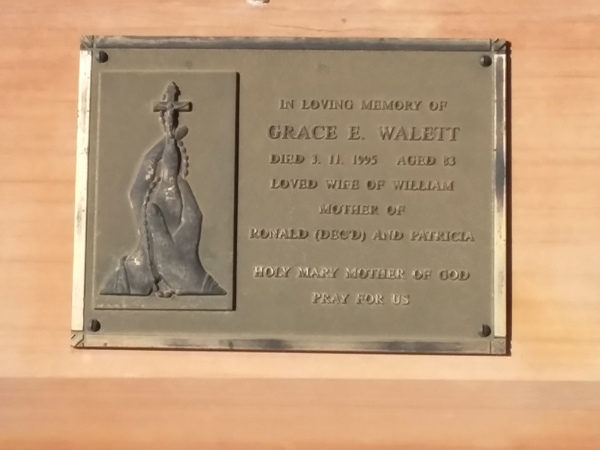 IN LOVING MEMORY OF
GRACE E. WALETT
DIED 3. 11. 1995 AGED 83
LOVED WIFE OF WILLIAM
MOTHER OF
RONALD (DEC'D) AND PATRICIA
HOLY MARY MOTHER OF GOD
PRAY FOR US